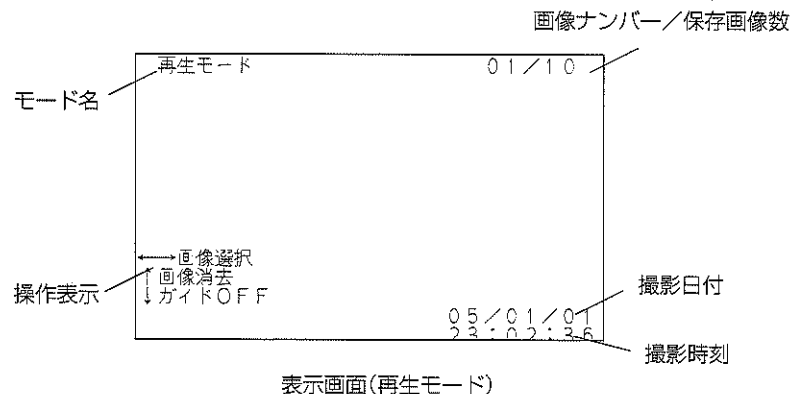 画像ナンバー／保存画像数
再生モード
01／10
モード名
←→画像選択
↑画像消去
↓ガイドOFF
操作表示
05／01／01
23：02：36
撮影日付
撮影時刻
表示画面(再生モード)